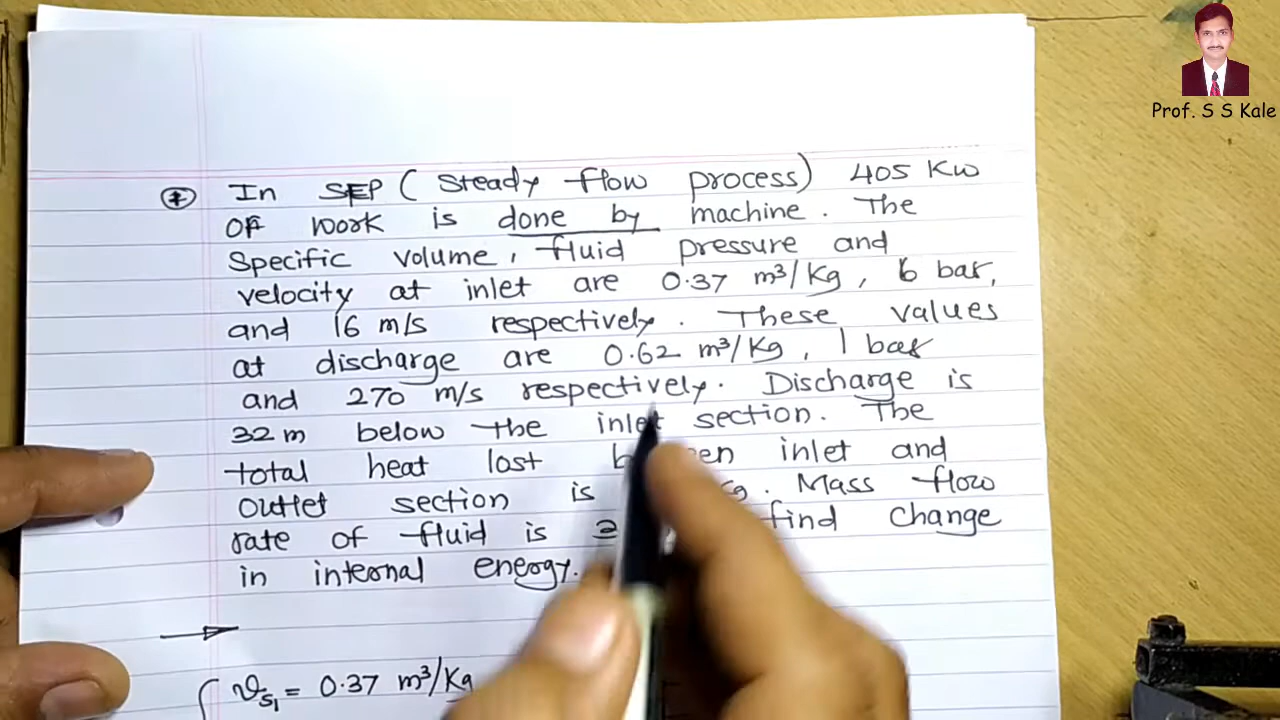 Prof. S S Kale
In SFP ( Steady flow process) 405 Kw
OF work is done by machine. The
Specific volume, fluid pressure and
velocity at inlet are 0.37 m³/Kg, 6 bar,
and 16 m/s respectively. These values
at discharge are 0.62 m³/Kg, 1 bar
and 270 m/s respectively. Discharge is
32m below the inlet section. The
total heat lost inlet and
outlet section is Mass flow
rate of fluid is find change
in internal energy.
→
𝑣s₁ = 0.37 m³/Kg